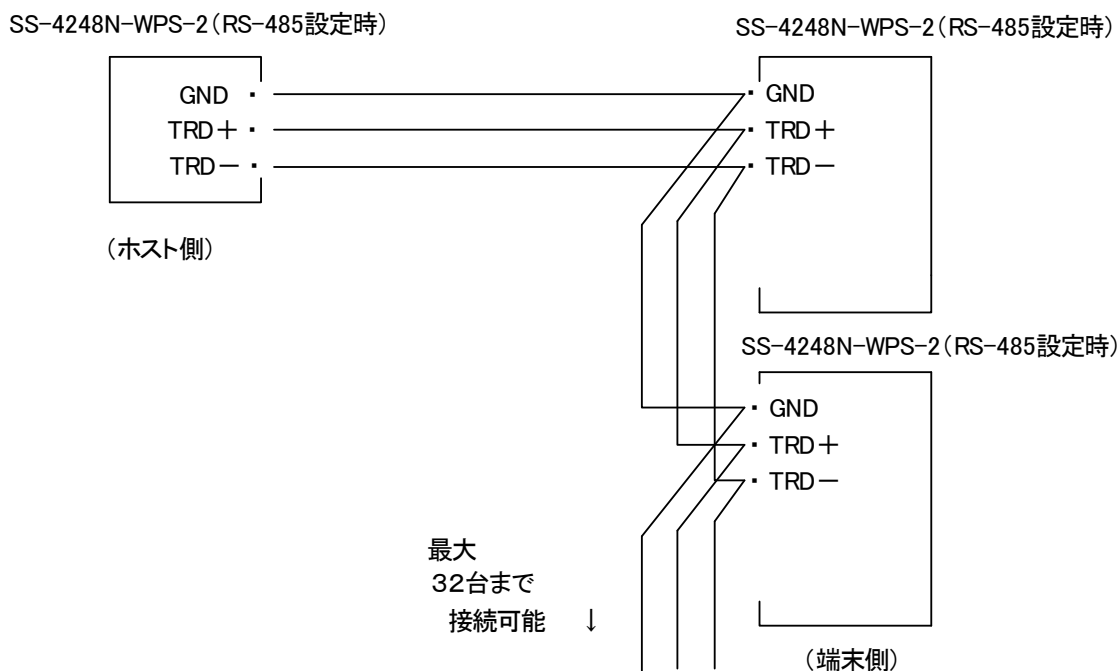 SS-4248N-WPS-2(RS-485設定時)
GND
TRD+
TRD-
(ホスト側)
SS-4248N-WPS-2(RS-485設定時)
GND
TRD+
TRD-
SS-4248N-WPS-2(RS-485設定時)
GND
TRD+
TRD-
最大
32台まで
接続可能 ↓
(端末側)